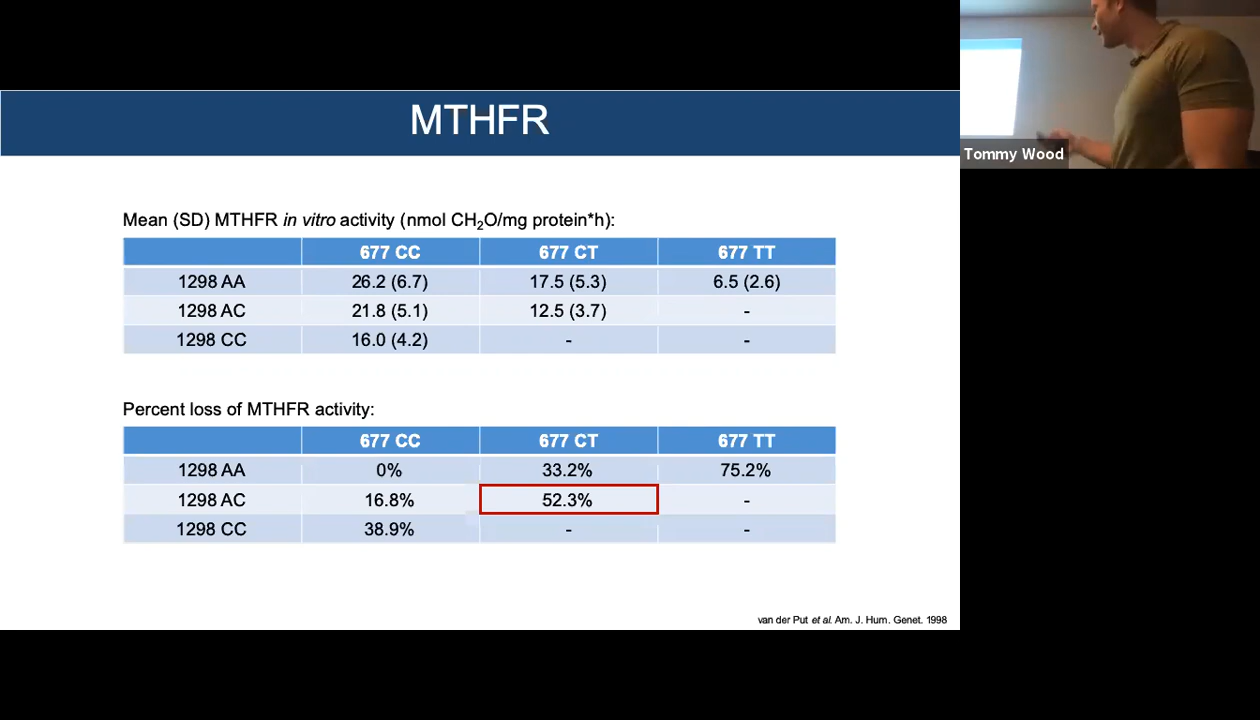 MTHFR
Tommy Wood
Mean (SD) MTHFR in vitro activity (nmol CH₂O/mg protein*h):
677 CC 677 CT 677 TT
1298 AA 26.2 (6.7) 17.5 (5.3) 6.5 (2.6)
1298 AC 21.8 (5.1) 12.5 (3.7) -
1298 CC 16.0 (4.2) - -
Percent loss of MTHFR activity:
677 CC 677 CT 677 TT
1298 AA 0% 33.2% 75.2%
1298 AC 16.8% 52.3% -
1298 CC 38.9% - -
van der Put et al. Am. J. Hum. Genet. 1998